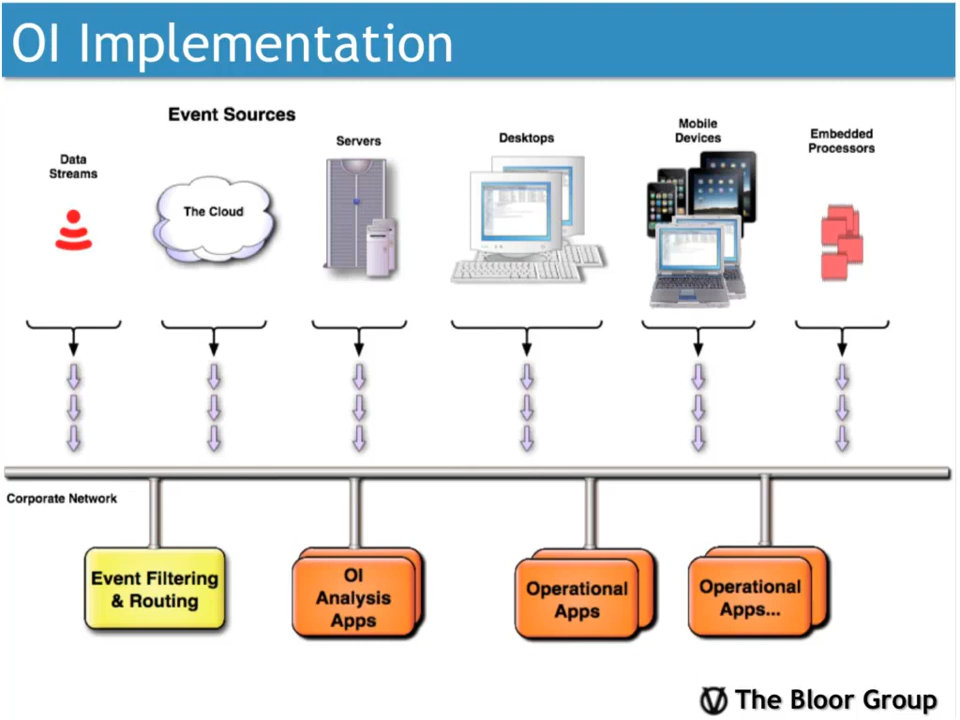 OI Implementation
Event Sources
Data
Streams
The Cloud
Servers
Desktops
Mobile
Devices
Embedded
Processors
Corporate Network
Event Filtering
& Routing
OI
Analysis
Apps
Operational
Apps
Operational
Apps...
The Bloor Group